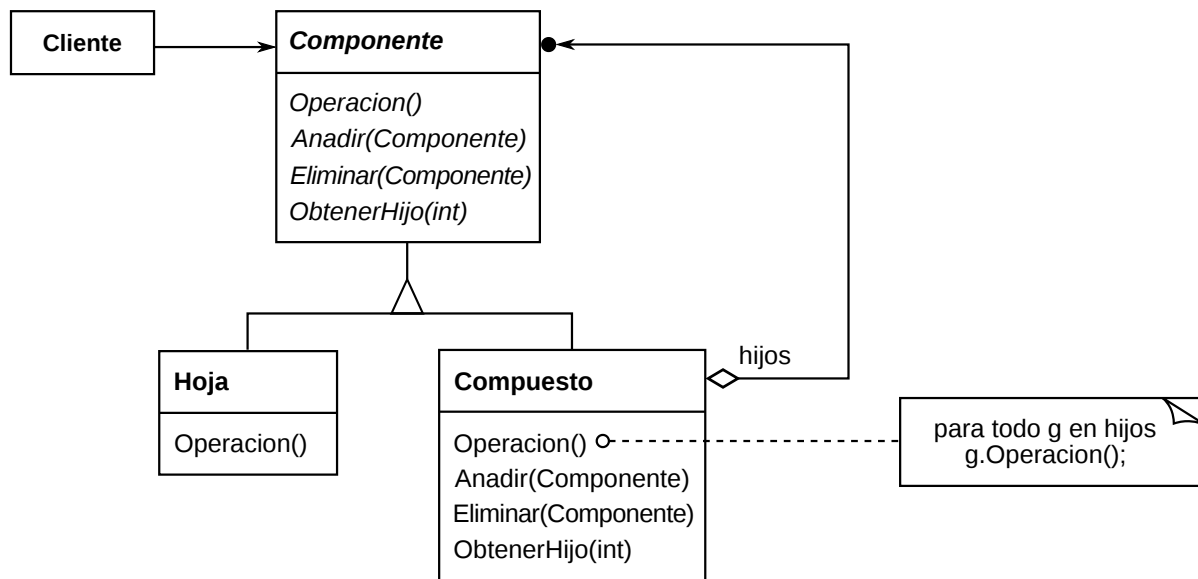 Cliente
Componente
Operacion()
Anadir(Componente)
Eliminar(Componente)
ObtenerHijo(int)
hijos
Hoja
Operacion()
Compuesto
Operacion()
Anadir(Componente)
Eliminar(Componente)
ObtenerHijo(int)
para todo g en hijos
g.Operacion();